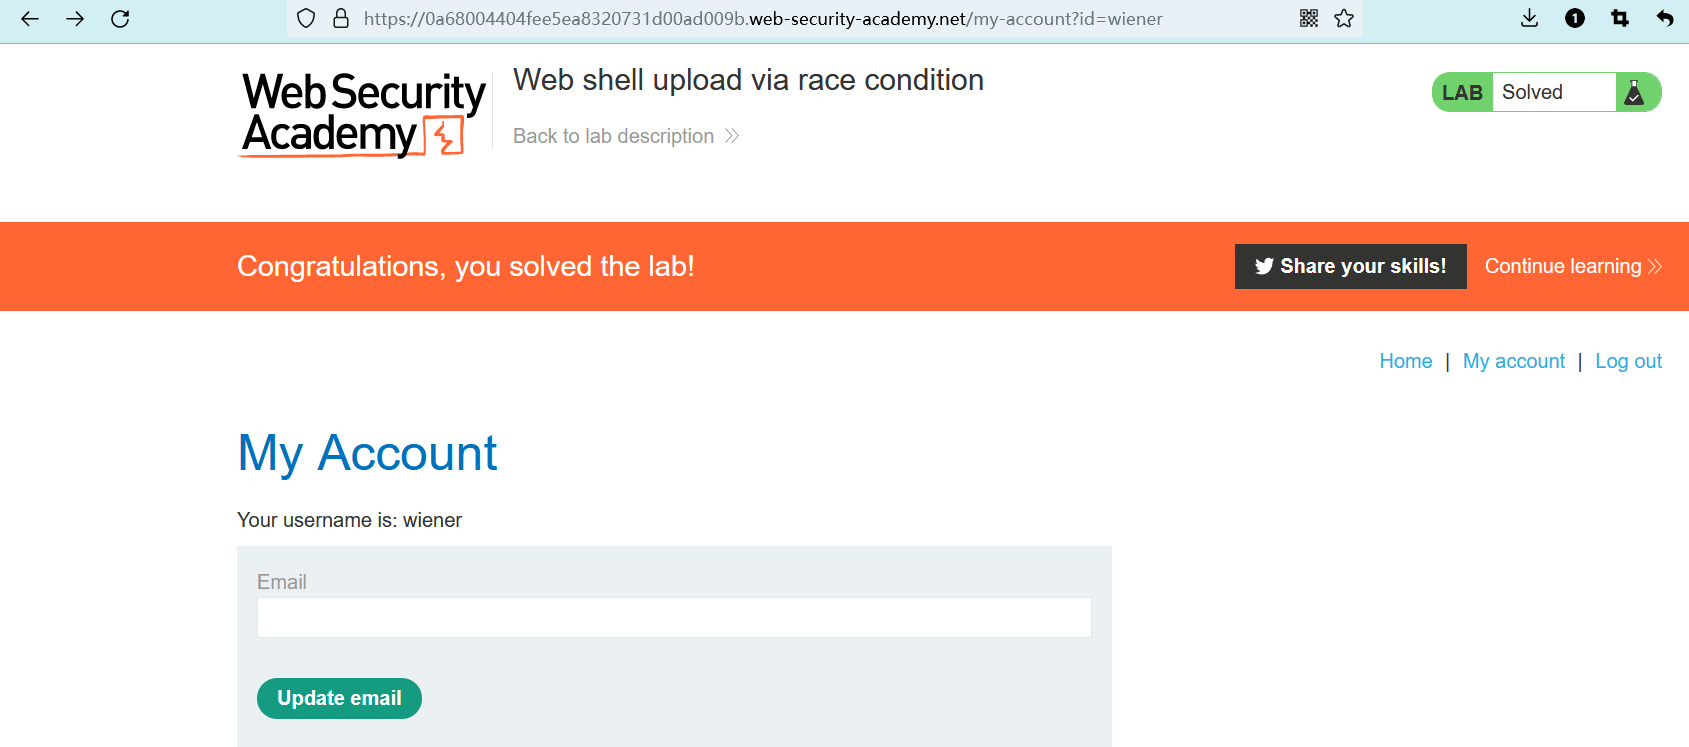 https://0a68004404fee5ea8320731d00ad009b.web-security-academy.net/my-account?id=wiener
1
Web Security
Academy
Web shell upload via race condition
Back to lab description
LAB Solved
Congratulations, you solved the lab!
Share your skills!
Continue learning
Home | My account | Log out
My Account
Your username is: wiener
Email
Update email